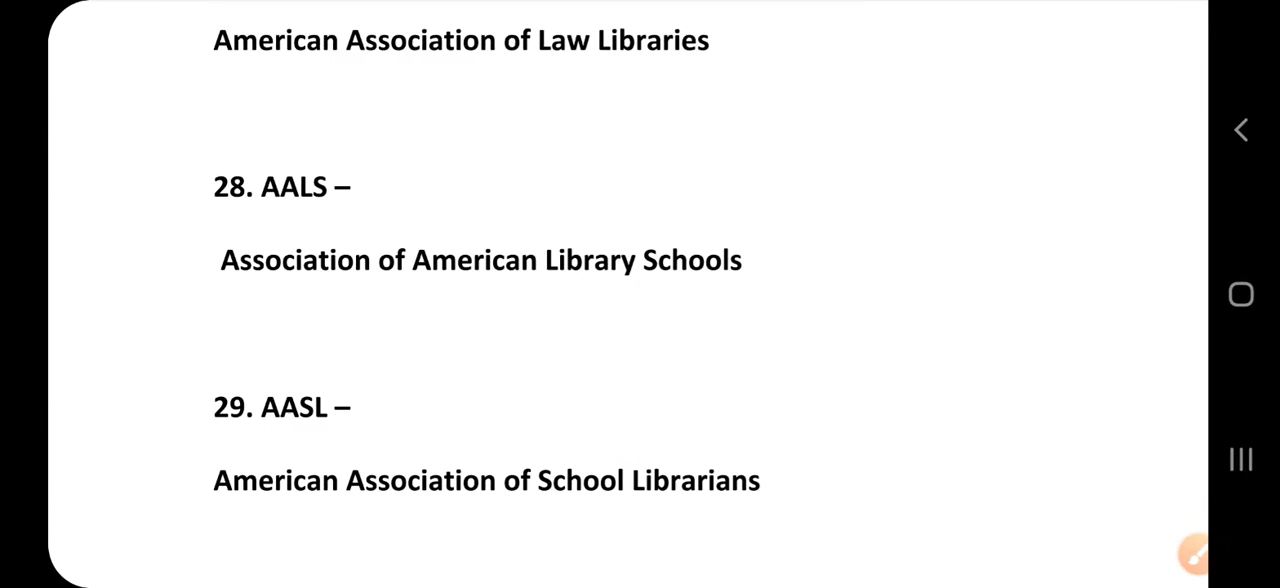 American Association of Law Libraries
28. AALS –
Association of American Library Schools
29. AASL –
American Association of School Librarians